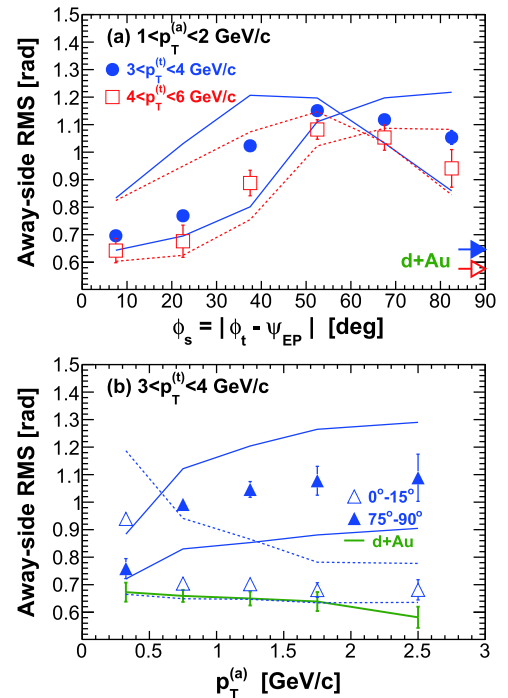 (a) 1<p_T^(a)<2 GeV/c
3<p_T^(t)<4 GeV/c
4<p_T^(t)<6 GeV/c
Away-side RMS [rad]
1.5
1.4
1.3
1.2
1.1
1
0.9
0.8
0.7
0.6
d+Au
0 10 20 30 40 50 60 70 80 90
ϕ_s = | ϕ_t - ψ_EP | [deg]
(b) 3<p_T^(t)<4 GeV/c
Away-side RMS [rad]
1.5
1.4
1.3
1.2
1.1
1
0.9
0.8
0.7
0.6
0°-15°
75°-90°
d+Au
0 0.5 1 1.5 2 2.5 3
p_T^(a) [GeV/c]